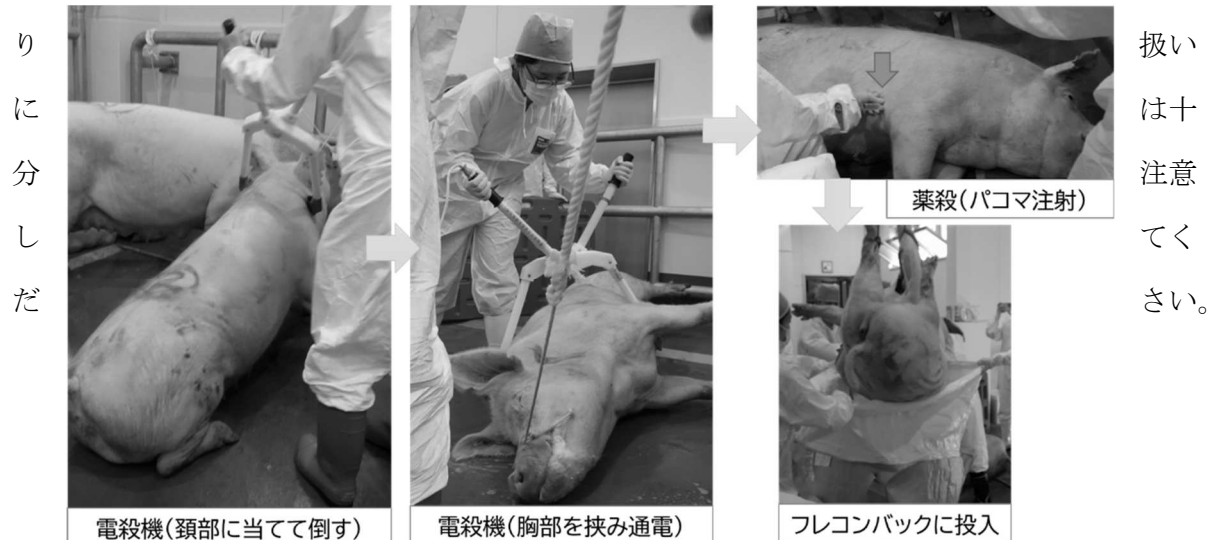 り扱い
には十
分注意
してく
ださい。
電殺機(頚部に当てて倒す)
電殺機(胸部を挟み通電)
薬殺(パコマ注射)
フレコンバックに投入